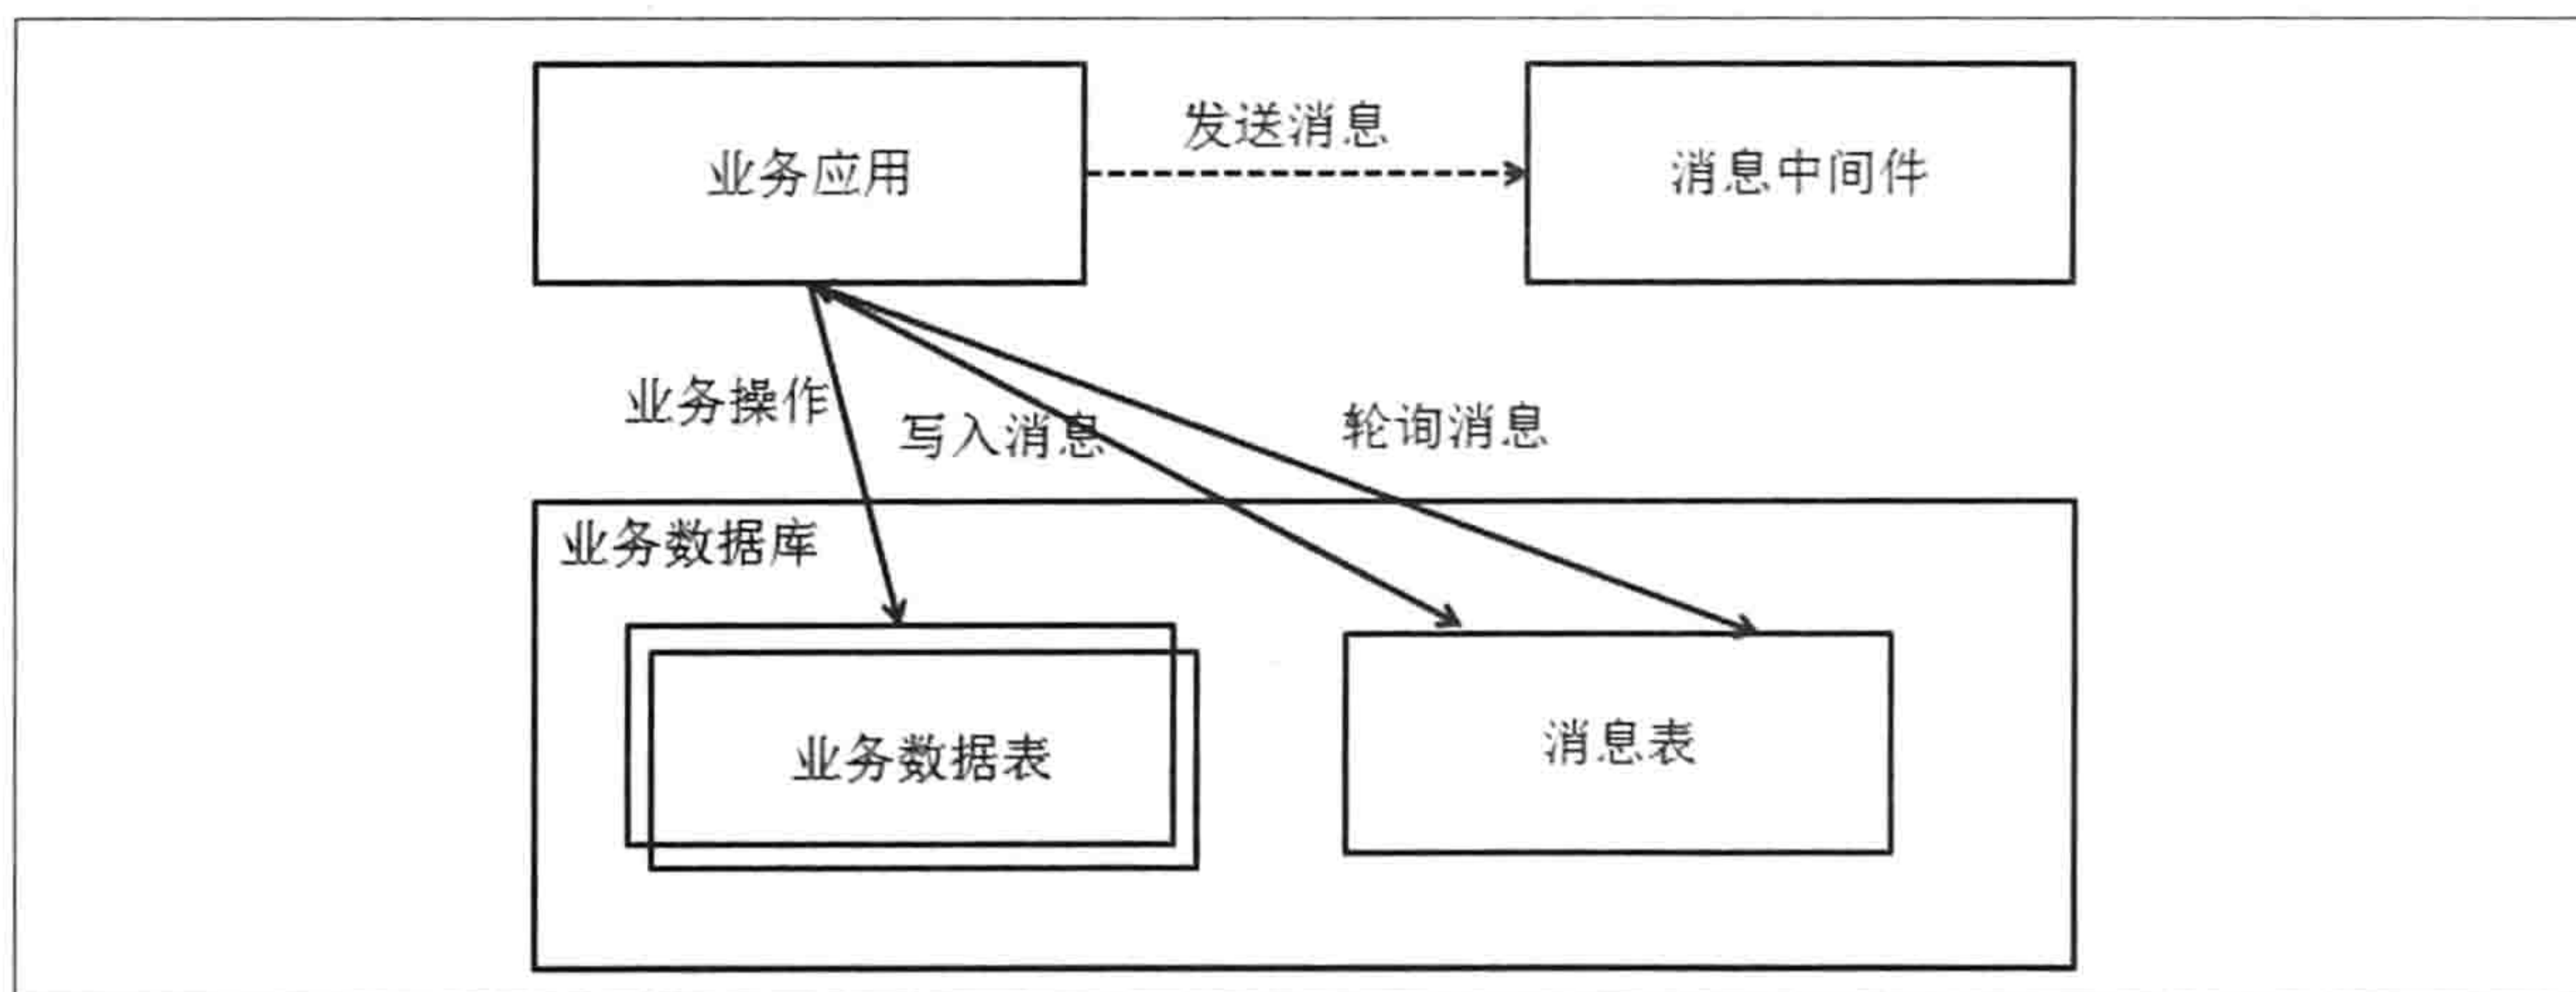 业务应用
发送消息
消息中间件
业务操作
写入消息
轮询消息
业务数据库
业务数据表
消息表